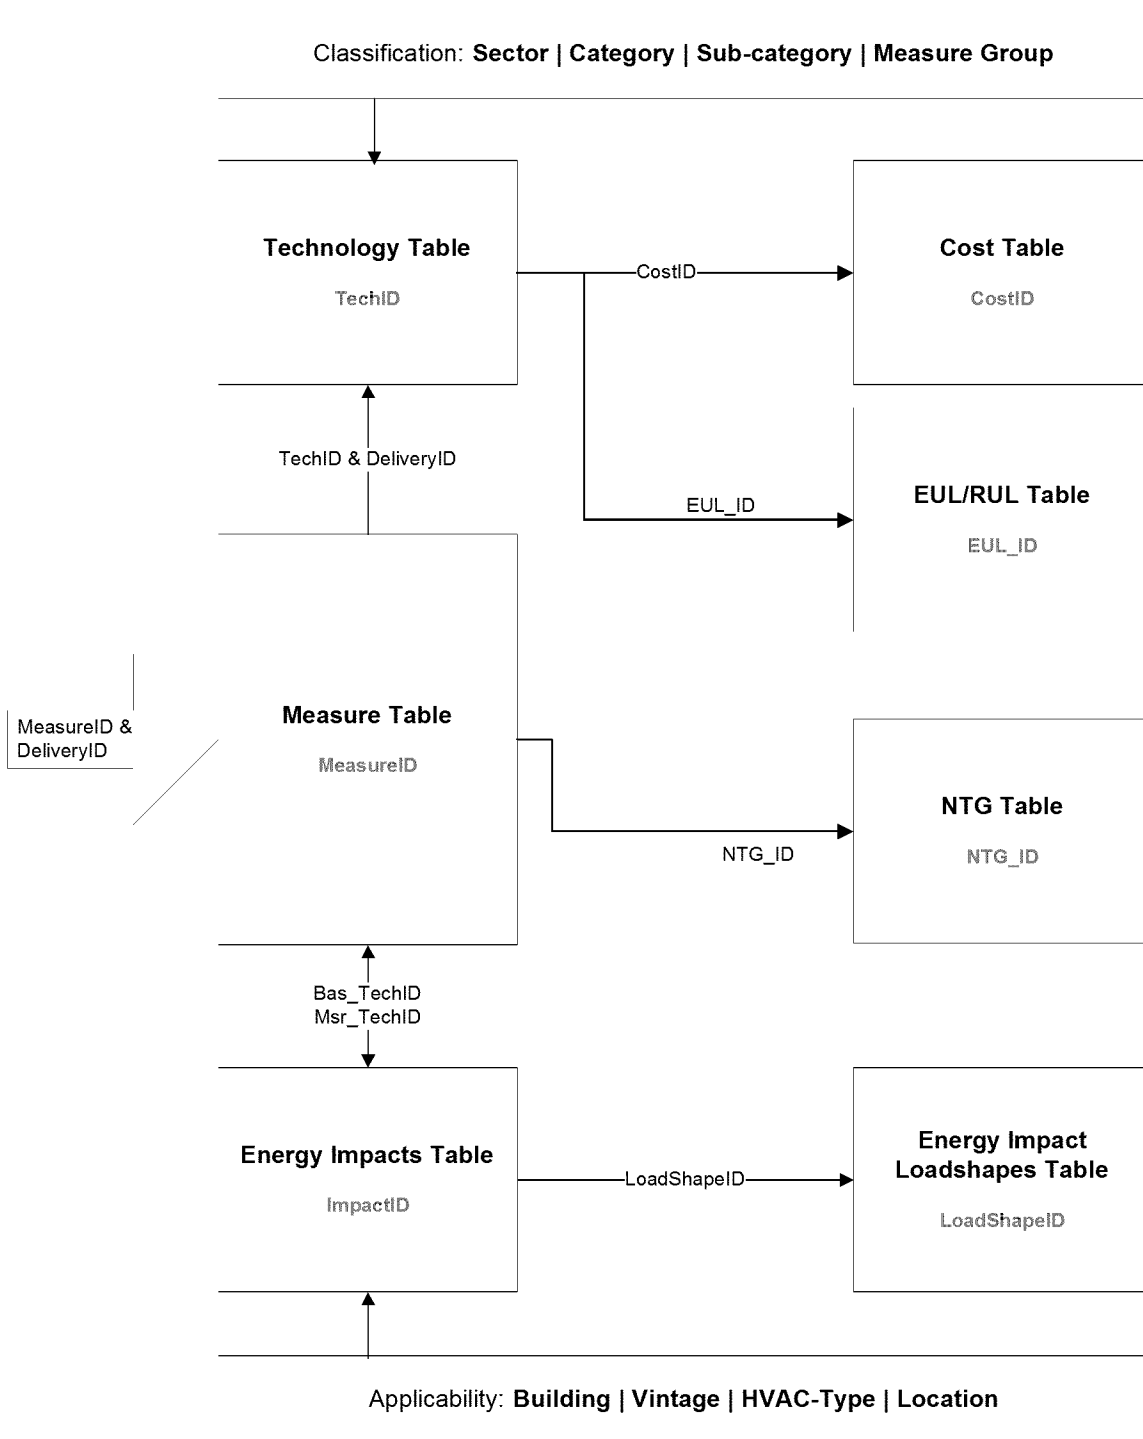 Classification: Sector | Category | Sub-category | Measure Group
Technology Table
TechID
Cost Table
CostID
CostID
TechID & DeliveryID
EUL_ID
EUL/RUL Table
EUL_ID
MeasureID &
DeliveryID
Measure Table
MeasureID
NTG_ID
NTG Table
NTG_ID
Bas_TechID
Msr_TechID
Energy Impacts Table
ImpactID
LoadShapeID
Energy Impact
Loadshapes Table
LoadShapeID
Applicability: Building | Vintage | HVAC-Type | Location